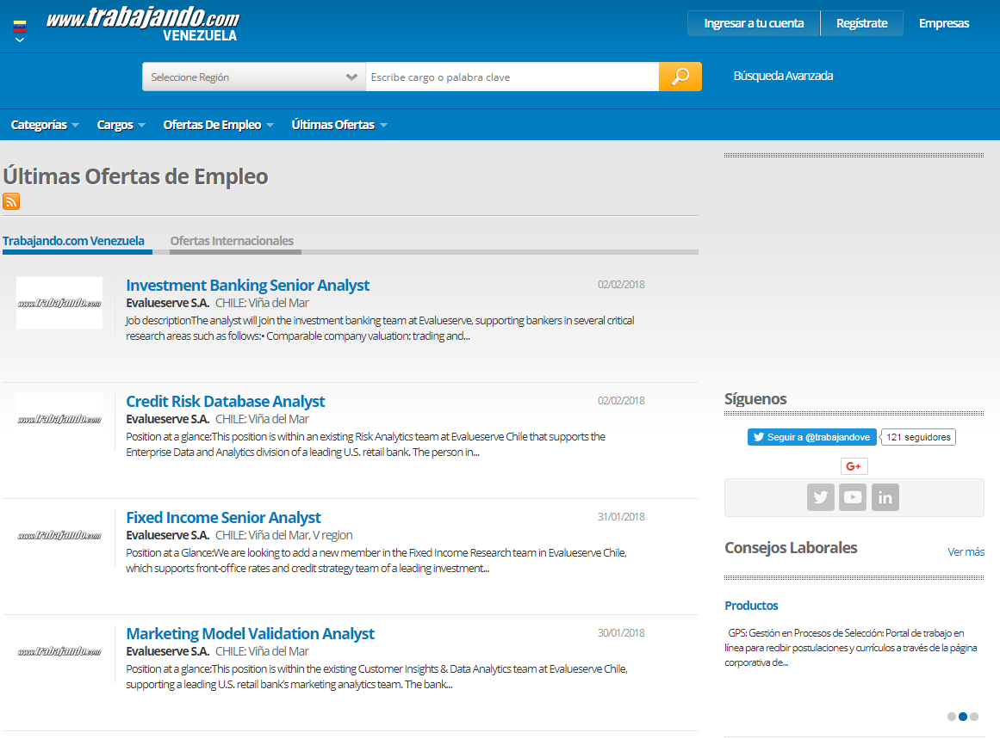 www.trabajando.com
VENEZUELA
Ingresar a tu cuenta
Regístrate
Empresas
Seleccione Región
Escribe cargo o palabra clave
Búsqueda Avanzada
Categorías
Cargos
Ofertas De Empleo
Últimas Ofertas
Últimas Ofertas de Empleo
Trabajando.com Venezuela
Ofertas Internacionales
www.trabajando.com
Investment Banking Senior Analyst
02/02/2018
Evalueserve S.A. CHILE: Viña del Mar
Job descriptionThe analyst will join the investment banking team at Evalueserve, supporting bankers in several critical
research areas such as follows:• Comparable company valuation: trading and...
www.trabajando.com
Credit Risk Database Analyst
02/02/2018
Evalueserve S.A. CHILE: Viña del Mar
Position at a glance:This position is within an existing Risk Analytics team at Evalueserve Chile that supports the
Enterprise Data and Analytics division of a leading U.S. retail bank. The person in...
www.trabajando.com
Fixed Income Senior Analyst
31/01/2018
Evalueserve S.A. CHILE: Viña del Mar, V region
Position at a Glance:We are looking to add a new member in the Fixed Income Research team in Evalueserve Chile,
which supports front-office rates and credit strategy team of a leading investment...
www.trabajando.com
Marketing Model Validation Analyst
30/01/2018
Evalueserve S.A. CHILE: Viña del Mar
Position at a glance:This position is within the existing Customer Insights & Data Analytics team at Evalueserve Chile,
supporting a leading U.S. retail bank's marketing analytics team. The bank...
Síguenos
Seguir a @trabajandove
121 seguidores
G+
in
Consejos Laborales
Ver más
Productos
GPS: Gestión en Procesos de Selección: Portal de trabajo en
línea para recibir postulaciones y currículos a través de la página
corporativa de...